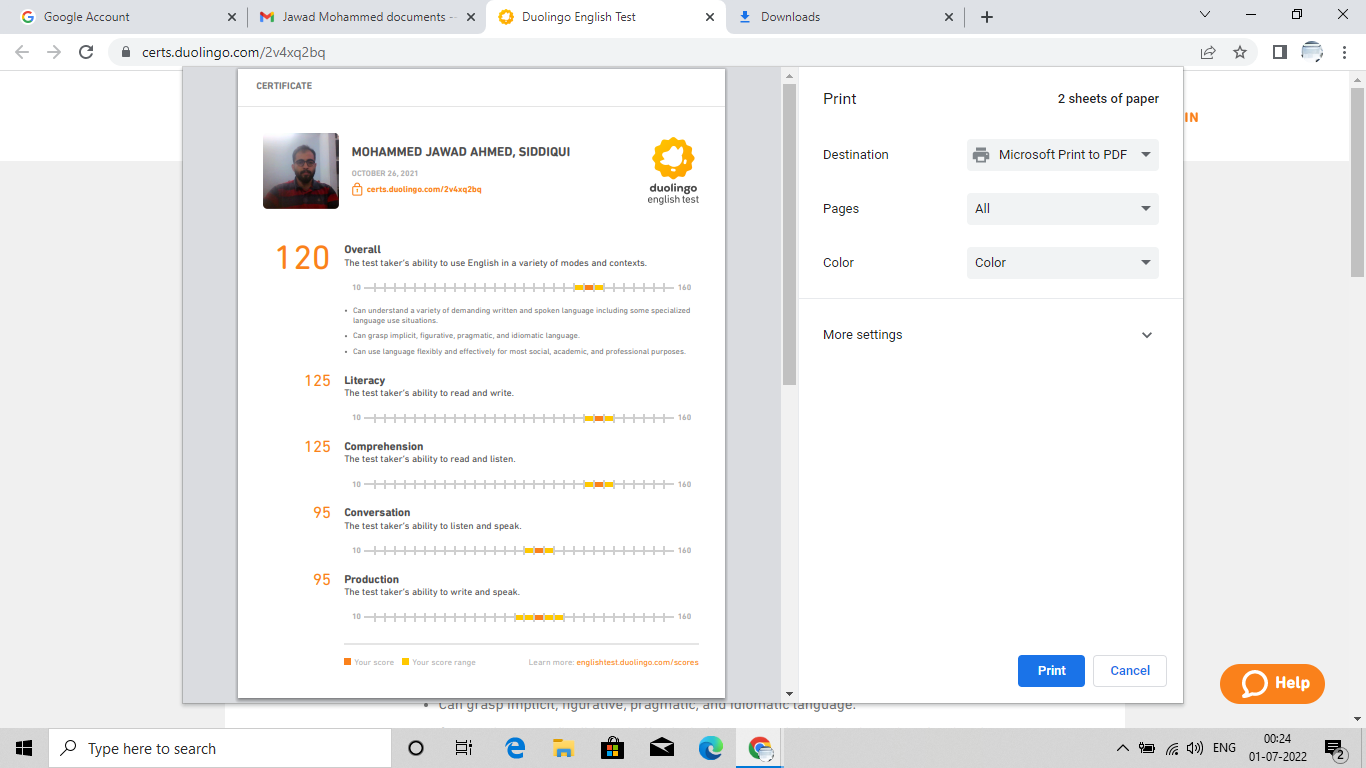 Google Account
Jawad Mohammed documents -
Duolingo English Test
Downloads
certs.duolingo.com/2v4xq2bq
CERTIFICATE
MOHAMMED JAWAD AHMED, SIDDIQUI
OCTOBER 26, 2021
certs.duolingo.com/2v4xq2bq
duolingo
english test
120 Overall
The test taker's ability to use English in a variety of modes and contexts.
10 160
• Can understand a variety of demanding written and spoken language including some specialized
language use situations.
• Can grasp implicit, figurative, pragmatic, and idiomatic language.
• Can use language flexibly and effectively for most social, academic, and professional purposes.
125 Literacy
The test taker's ability to read and write.
10 160
125 Comprehension
The test taker's ability to read and listen.
10 160
95 Conversation
The test taker's ability to listen and speak.
10 160
95 Production
The test taker's ability to write and speak.
10 160
Your score Your score range Learn more: englishtest.duolingo.com/scores
Print 2 sheets of paper
Destination Microsoft Print to PDF
Pages All
Color Color
More settings
Print Cancel
IN
Help
• Can grasp implicit, figurative, pragmatic, and idiomatic language.
Type here to search
ENG
00:24
01-07-2022
2